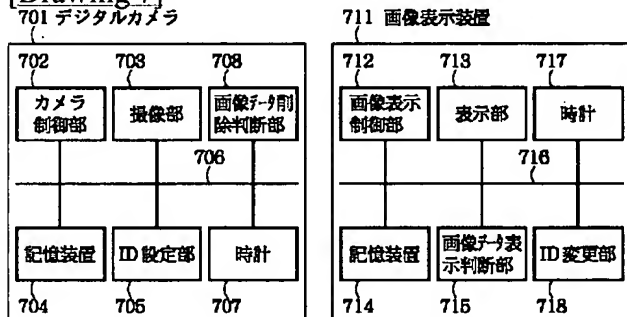 [Drawing 7]
701 デジタルカメラ
702
703
708
カメラ
制御部
撮像部
画像データ削
除判断部
706
記憶装置
ID設定部
時計
704
705
707
711 画像表示装置
712
713
717
画像表示
制御部
表示部
時計
716
記憶装置
画像データ表
示判断部
ID変更部
714
715
718